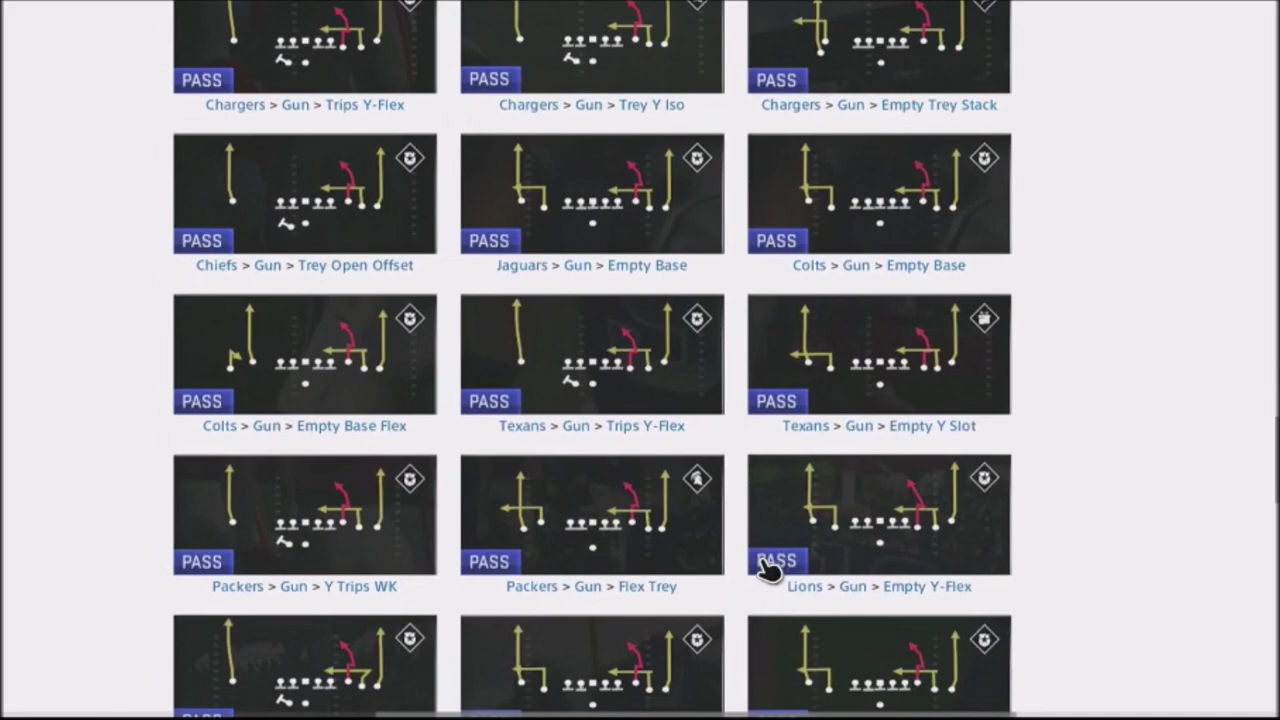 PASS PASS PASS
Chargers > Gun > Trips Y-Flex Chargers > Gun > Trey Y Iso Chargers > Gun > Empty Trey Stack
PASS PASS PASS
Chiefs > Gun > Trey Open Offset Jaguars > Gun > Empty Base Colts > Gun > Empty Base
PASS PASS PASS
Colts > Gun > Empty Base Flex Texans > Gun > Trips Y-Flex Texans > Gun > Empty Y Slot
PASS PASS PASS
Packers > Gun > Y Trips WK Packers > Gun > Flex Trey Lions > Gun > Empty Y-Flex